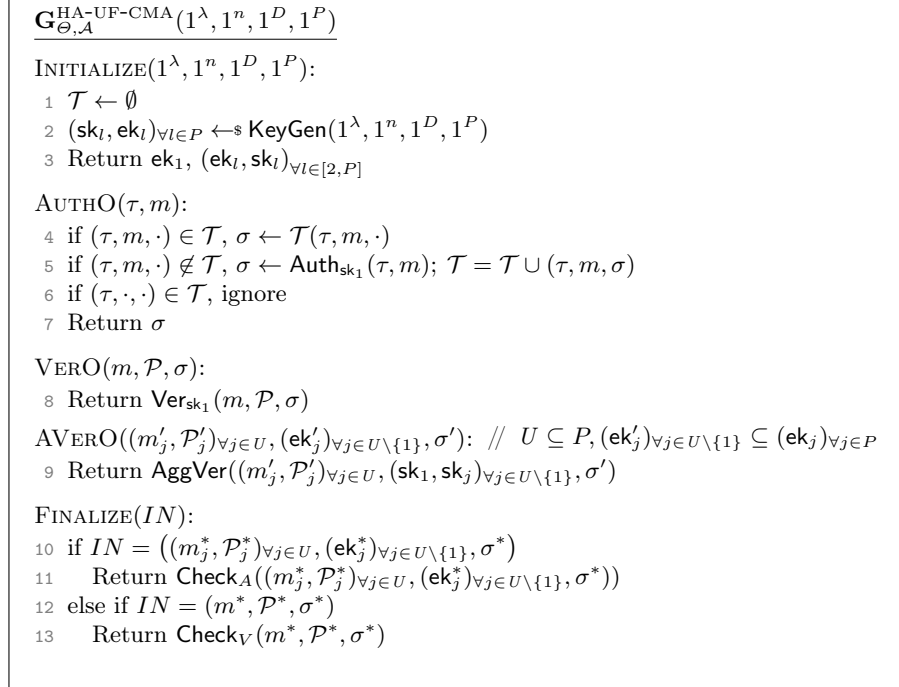 G^{HA-UF-CMA}_{Θ,𝒜}(1^λ, 1^n, 1^D, 1^P)
INITIALIZE(1^λ, 1^n, 1^D, 1^P):
1 𝒯 ← ∅
2 (sk_l, ek_l)_{∀l∈P} ←$ KeyGen(1^λ, 1^n, 1^D, 1^P)
3 Return ek_1, (ek_l, sk_l)_{∀l∈[2,P]}
AUTHO(τ, m):
4 if (τ, m, ·) ∈ 𝒯, σ ← 𝒯(τ, m, ·)
5 if (τ, m, ·) ∉ 𝒯, σ ← Auth_{sk_1}(τ, m); 𝒯 = 𝒯 ∪ (τ, m, σ)
6 if (τ, ·, ·) ∈ 𝒯, ignore
7 Return σ
VERO(m, 𝒫, σ):
8 Return Ver_{sk_1}(m, 𝒫, σ)
AVERO((m′_j, 𝒫′_j)_{∀j∈U}, (ek′_j)_{∀j∈U\{1}}, σ′): // U ⊆ P, (ek′_j)_{∀j∈U\{1}} ⊆ (ek_j)_{∀j∈P}
9 Return AggVer((m′_j, 𝒫′_j)_{∀j∈U}, (sk_1, sk_j)_{∀j∈U\{1}}, σ′)
FINALIZE(IN):
10 if IN = ((m*_j, 𝒫*_j)_{∀j∈U}, (ek*_j)_{∀j∈U\{1}}, σ*)
11 Return Check_A((m*_j, 𝒫*_j)_{∀j∈U}, (ek*_j)_{∀j∈U\{1}}, σ*))
12 else if IN = (m*, 𝒫*, σ*)
13 Return Check_V(m*, 𝒫*, σ*)